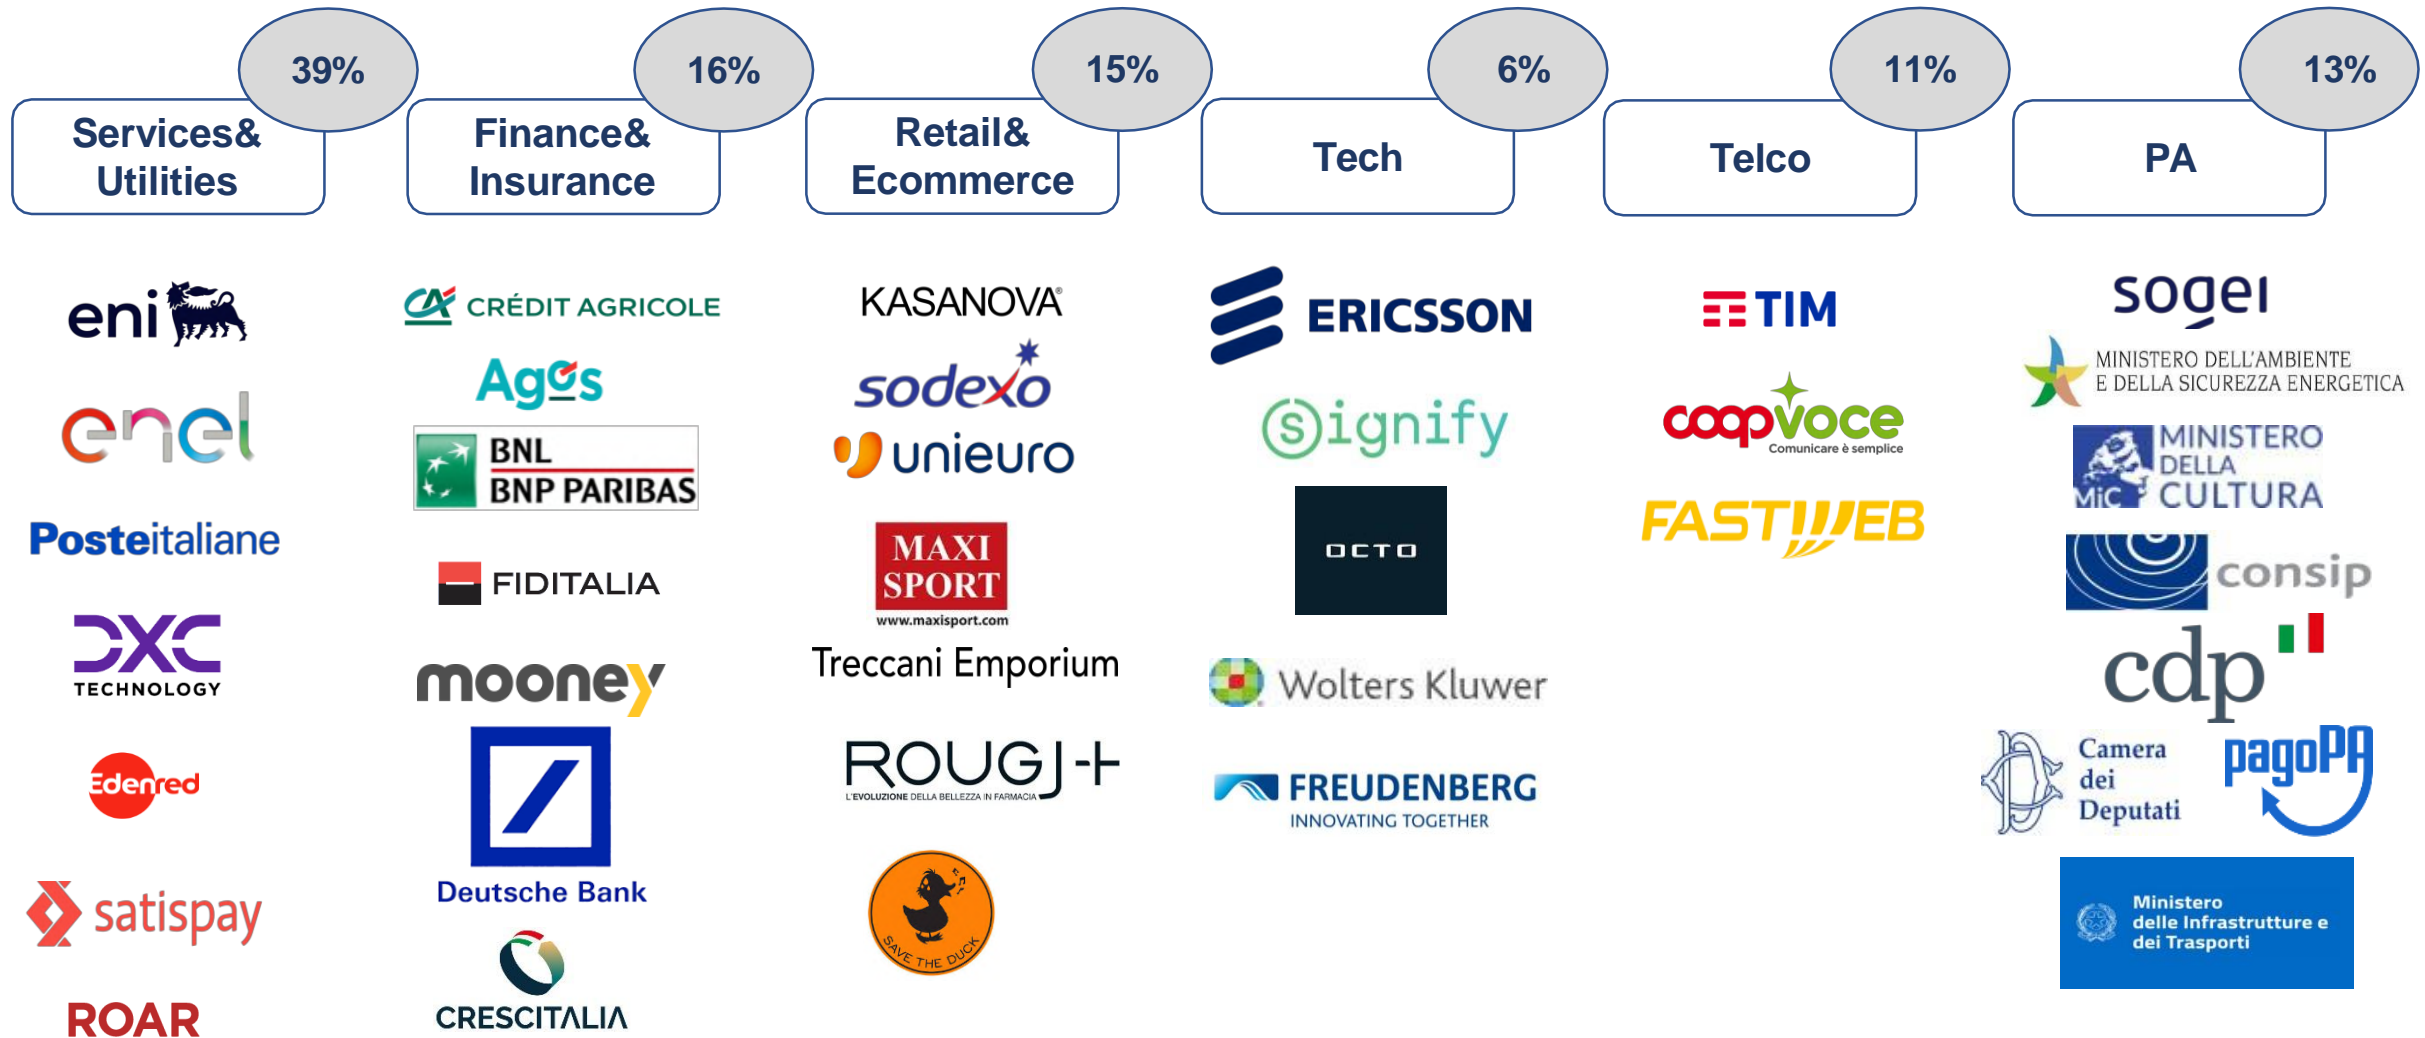 39%
Services&
Utilities
eni
enel
Posteitaliane
DXC
TECHNOLOGY
Edenred
satispay
ROAR
16%
Finance&
Insurance
CRÉDIT AGRICOLE
Agos
BNL
BNP PARIBAS
FIDITALIA
mooney
Deutsche Bank
CRESCITALIA
15%
Retail&
Ecommerce
KASANOVA®
sodexo
unieuro
MAXI
SPORT
www.maxisport.com
Treccani Emporium
ROUGJ+
L'EVOLUZIONE DELLA BELLEZZA IN FARMACIA
SAVE THE DUCK
6%
Tech
ERICSSON
Signify
OCTO
Wolters Kluwer
FREUDENBERG
INNOVATING TOGETHER
11%
Telco
TIM
coopvoce
Comunicare è semplice
FASTWEB
13%
PA
sogei
MINISTERO DELL'AMBIENTE
E DELLA SICUREZZA ENERGETICA
MiC
MINISTERO
DELLA
CULTURA
consip
cdp
Camera
dei
Deputati
pagoPA
Ministero
delle Infrastrutture e
dei Trasporti